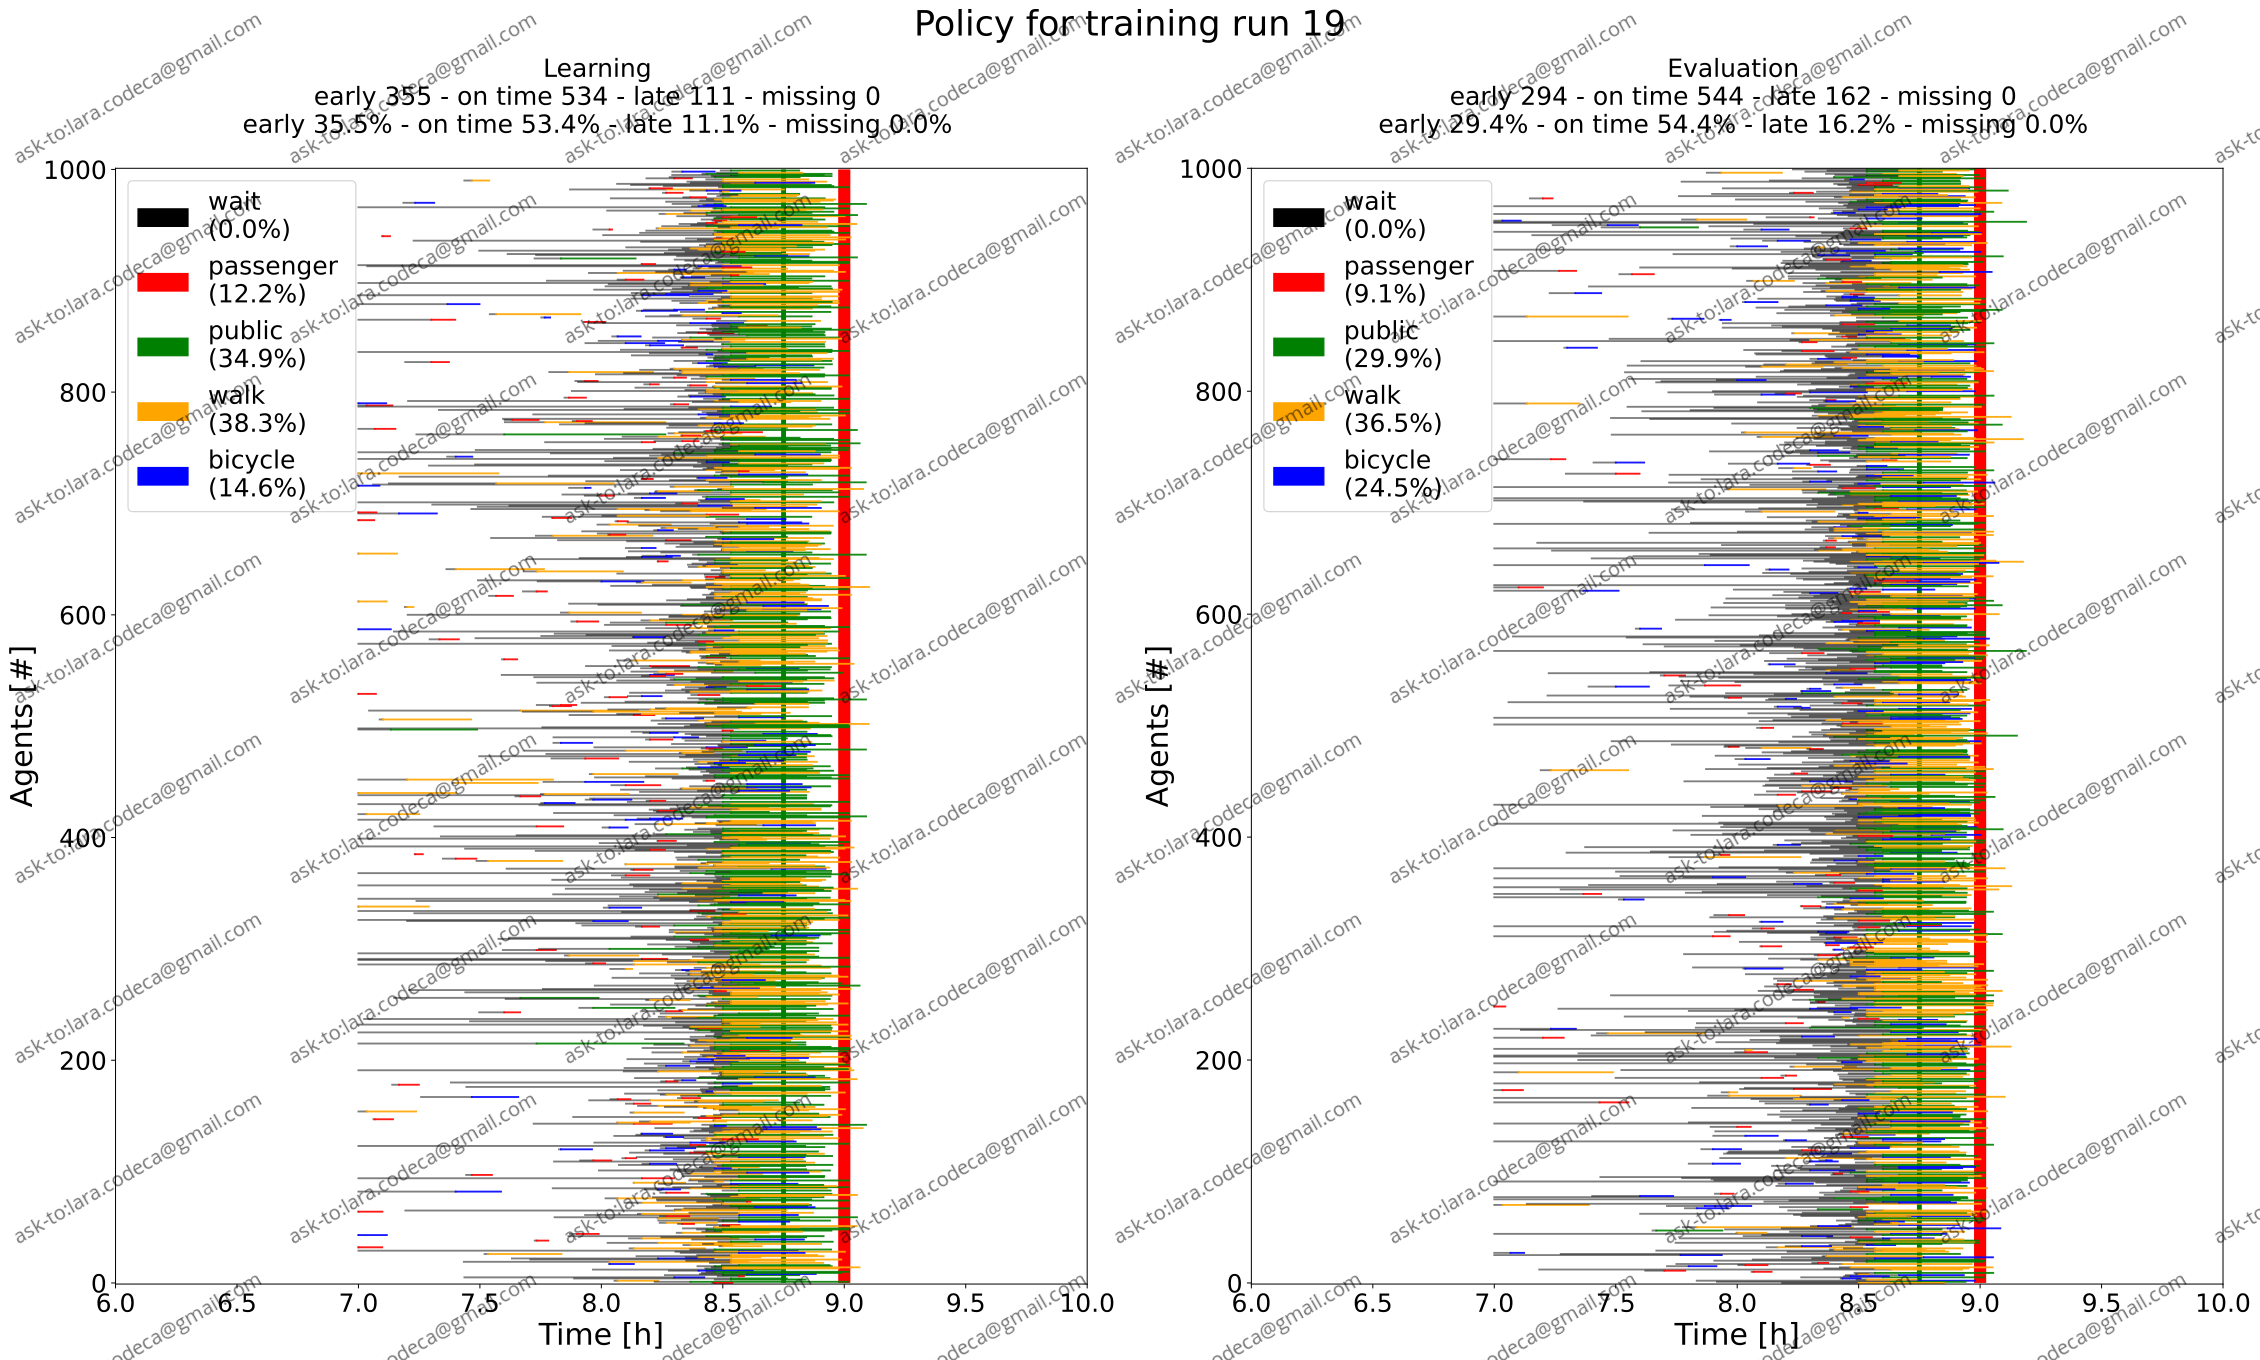 Policy for training run 19
Learning
early 355 - on time 534 - late 111 - missing 0
early 35.5% - on time 53.4% - late 11.1% - missing 0.0%
1000
800
600
400
200
0
Agents [#]
wait
(0.0%)
passenger
(12.2%)
public
(34.9%)
walk
(38.3%)
bicycle
(14.6%)
6.0 6.5 7.0 7.5 8.0 8.5 9.0 9.5 10.0
Time [h]
Evaluation
early 294 - on time 544 - late 162 - missing 0
early 29.4% - on time 54.4% - late 16.2% - missing 0.0%
1000
800
600
400
200
0
Agents [#]
wait
(0.0%)
passenger
(9.1%)
public
(29.9%)
walk
(36.5%)
bicycle
(24.5%)
6.0 6.5 7.0 7.5 8.0 8.5 9.0 9.5 10.0
Time [h]
ask-to:lara.codeca@gmail.com